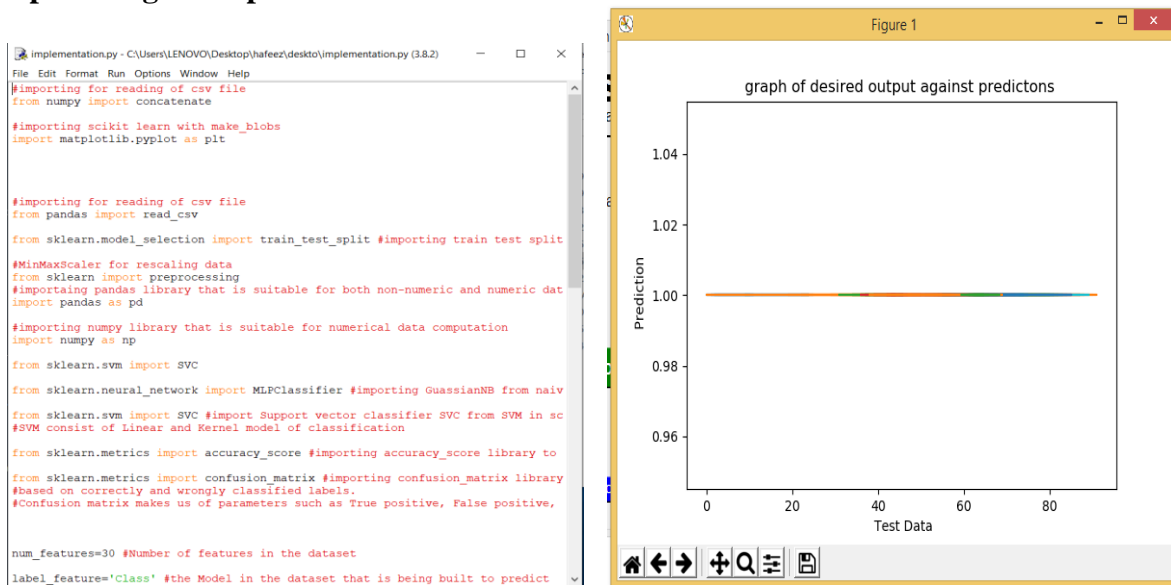 implementation.py - C:\Users\LENOVO\Desktop\hafeez\deskto\implementation.py (3.8.2)
File Edit Format Run Options Window Help
#importing for reading of csv file
from numpy import concatenate
#importing scikit learn with make_blobs
import matplotlib.pyplot as plt
#importing for reading of csv file
from pandas import read_csv
from sklearn.model_selection import train_test_split #importing train test split
#MinMaxScaler for rescaling data
from sklearn import preprocessing
#importaing pandas library that is suitable for both non-numeric and numeric dat
import pandas as pd
#importing numpy library that is suitable for numerical data computation
import numpy as np
from sklearn.svm import SVC
from sklearn.neural_network import MLPClassifier #importing GuassianNB from naiv
from sklearn.svm import SVC #import Support vector classifier SVC from SVM in sc
#SVM consist of Linear and Kernel model of classification
from sklearn.metrics import accuracy_score #importing accuracy_score library to
from sklearn.metrics import confusion_matrix #importing confusion_matrix library
#based on correctly and wrongly classified labels.
#Confusion matrix makes us of parameters such as True positive, False positive,
num_features=30 #Number of features in the dataset
label_feature='Class' #the Model in the dataset that is being built to predict
Figure 1
graph of desired output against predictons
Prediction
1.04
1.02
1.00
0.98
0.96
0 20 40 60 80
Test Data